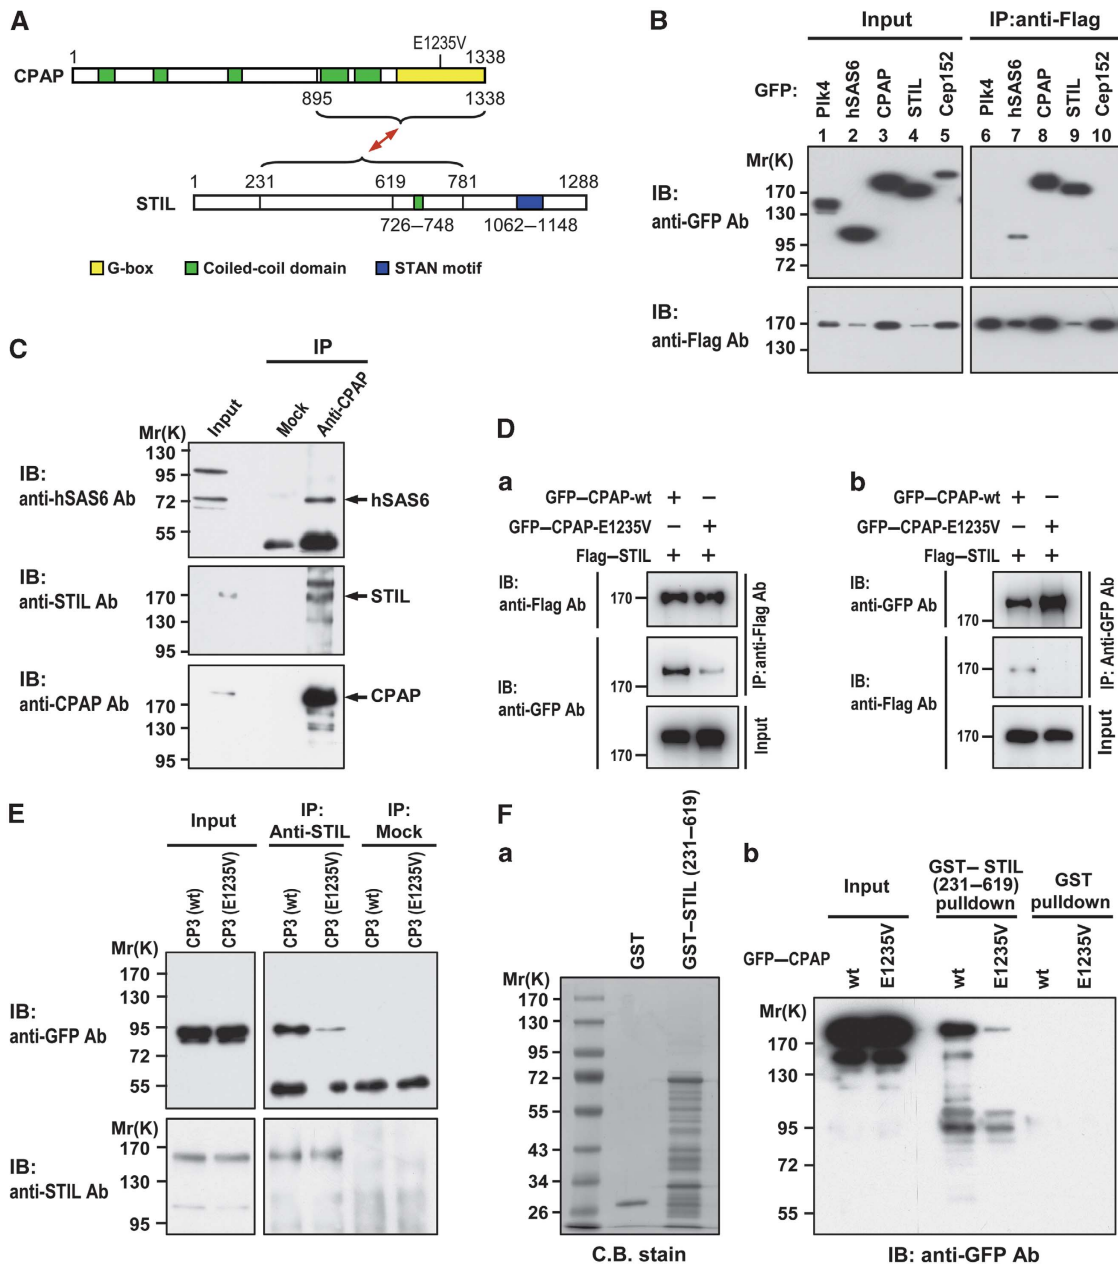 A
E1235V
1 1338
CPAP
895 1338
1 231 619 781 1288
STIL
726–748 1062–1148
G-box Coiled-coil domain STAN motif
B
Input IP:anti-Flag
GFP: Plk4 hSAS6 CPAP STIL Cep152 Plk4 hSAS6 CPAP STIL Cep152
1 2 3 4 5 6 7 8 9 10
Mr(K)
IB:
anti-GFP Ab
170
130
95
72
IB:
anti-Flag Ab
170
130
C
IP
Input Mock Anti-CPAP
Mr(K)
IB:
anti-hSAS6 Ab
130
95
72
55
hSAS6
IB:
anti-STIL Ab
170
130
95
STIL
IB:
anti-CPAP Ab
170
130
95
CPAP
D
a
GFP–CPAP-wt + –
GFP–CPAP-E1235V – +
Flag–STIL + +
IB:
anti-Flag Ab
170
IB:
anti-GFP Ab
170
170
IP:anti-Flag Ab
Input
b
GFP–CPAP-wt + –
GFP–CPAP-E1235V – +
Flag–STIL + +
IB:
anti-GFP Ab
170
IB:
anti-Flag Ab
170
170
IP: Anti-GFP Ab
Input
E
Input
IP:
Anti-STIL
IP:
Mock
CP3 (wt) CP3 (E1235V) CP3 (wt) CP3 (E1235V) CP3 (wt) CP3 (E1235V)
Mr(K)
IB:
anti-GFP Ab
170
130
95
72
55
Mr(K)
IB:
anti-STIL Ab
170
130
95
F
a
GST GST–STIL (231–619)
Mr(K)
170
130
95
72
55
43
34
26
C.B. stain
b
Input
GST– STIL
(231–619)
pulldown
GST
pulldown
GFP–CPAP wt E1235V wt E1235V wt E1235V
Mr(K)
170
130
95
72
55
IB: anti-GFP Ab